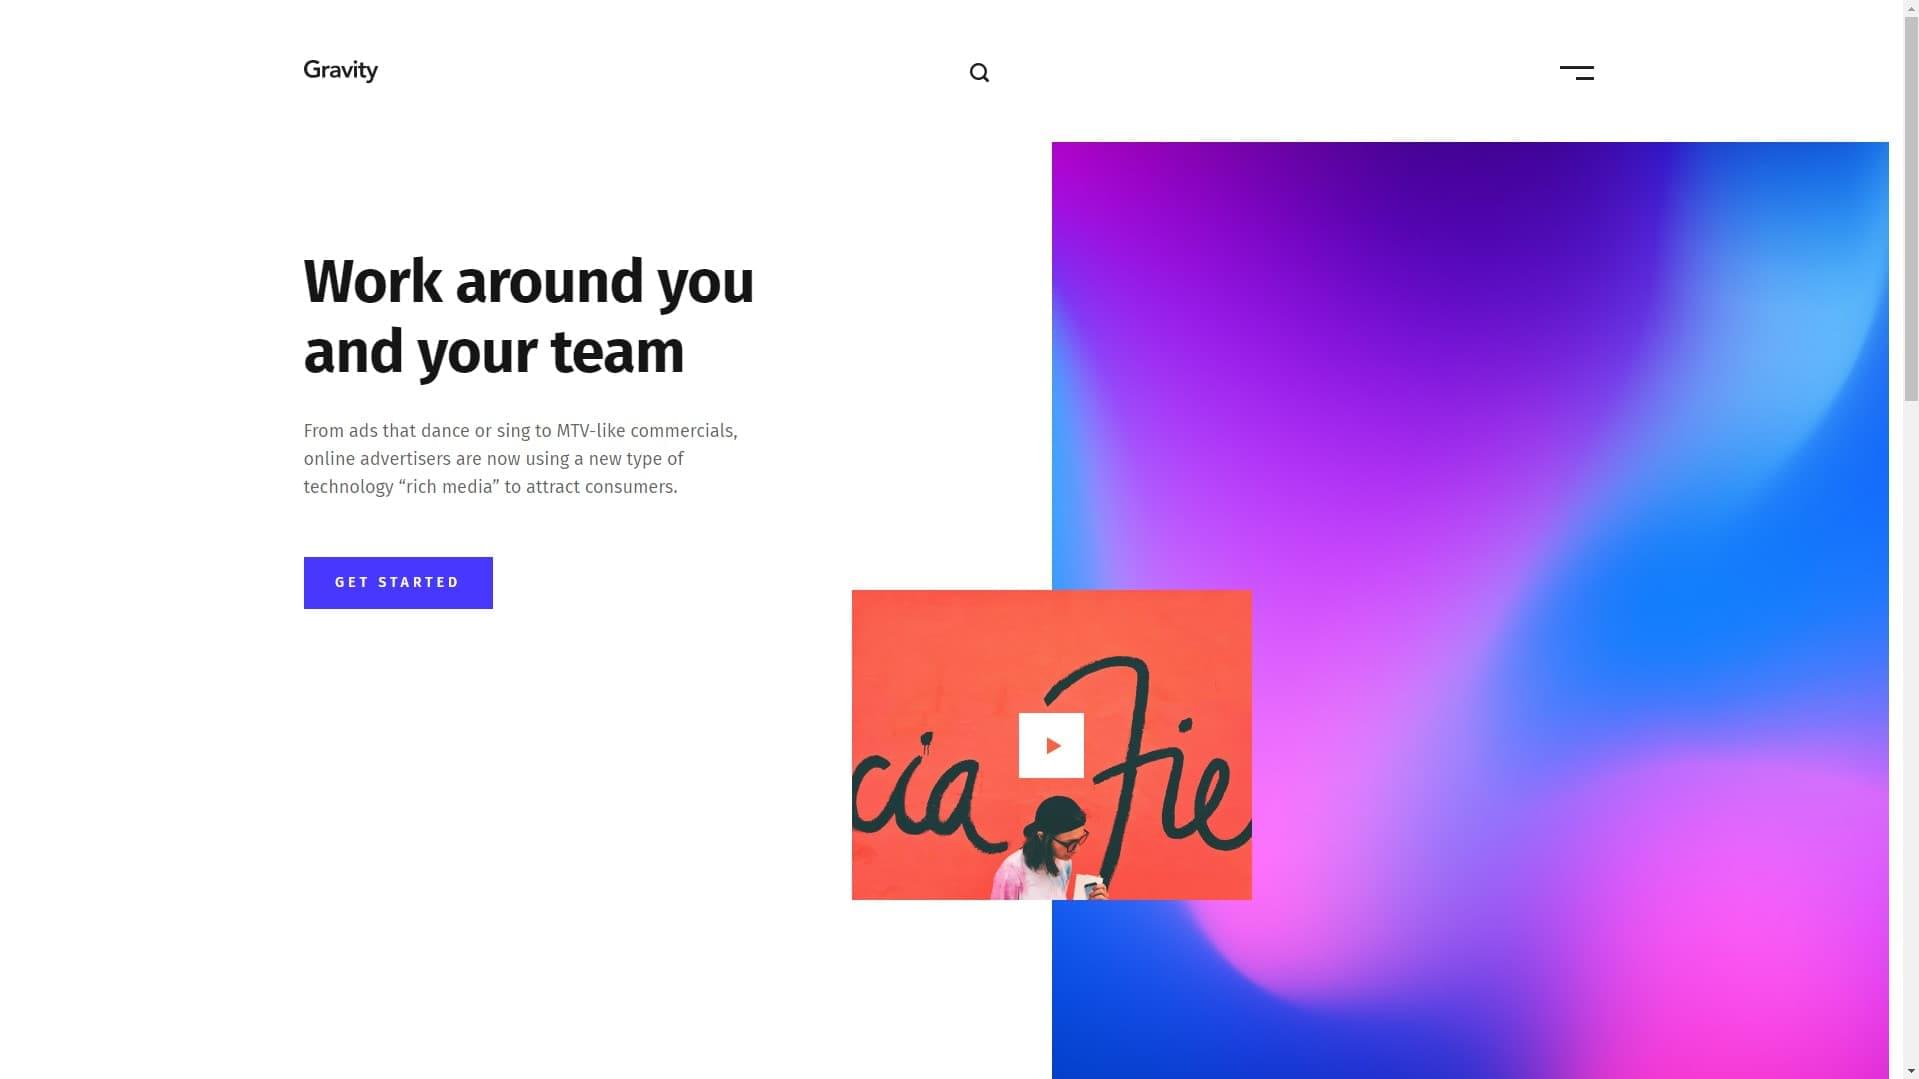 Gravity
Work around you
and your team
From ads that dance or sing to MTV-like commercials,
online advertisers are now using a new type of
technology “rich media” to attract consumers.
GET STARTED
cia Fie